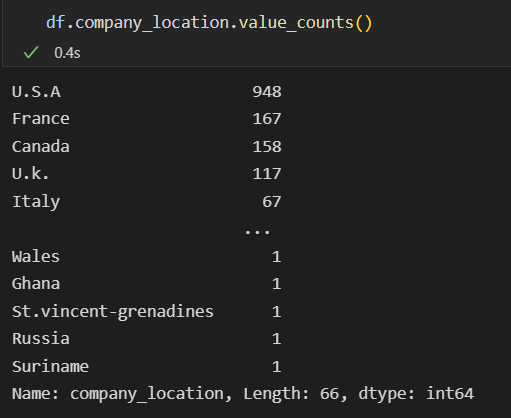 df.company_location.value_counts()
✓ 0.4s
U.S.A 948
France 167
Canada 158
U.k. 117
Italy 67
...
Wales 1
Ghana 1
St.vincent-grenadines 1
Russia 1
Suriname 1
Name: company_location, Length: 66, dtype: int64